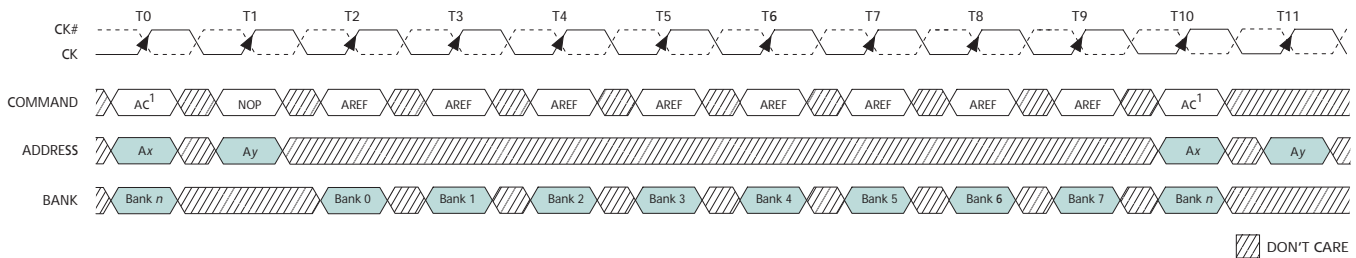 T0 T1 T2 T3 T4 T5 T6 T7 T8 T9 T10 T11
CK#
CK
COMMAND AC1 NOP AREF AREF AREF AREF AREF AREF AREF AREF AC1
ADDRESS Ax Ay Ax Ay
BANK Bank n Bank 0 Bank 1 Bank 2 Bank 3 Bank 4 Bank 5 Bank 6 Bank 7 Bank n
DON'T CARE